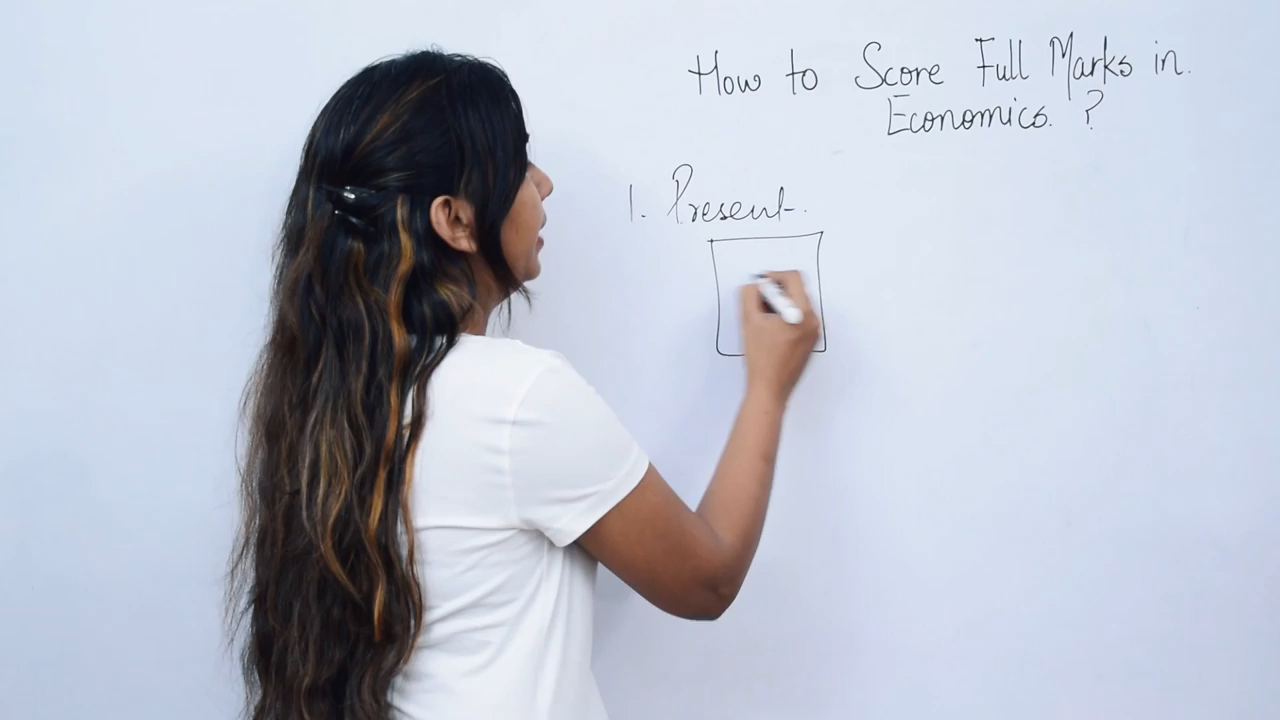 How to Score Full Marks in.
Economics. ?
1. Present.